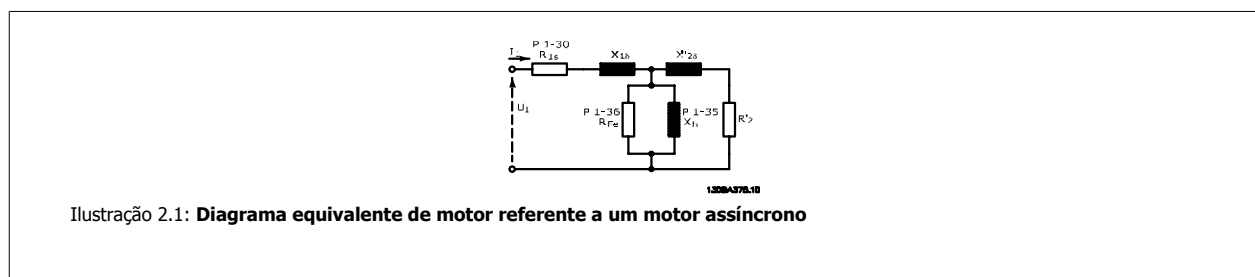 P 1-30
I1 R1s X1δ X'2δ
U1
P 1-36
RFe
P 1-35
Xh
R'2
130BA375.10
Ilustração 2.1: Diagrama equivalente de motor referente a um motor assíncrono